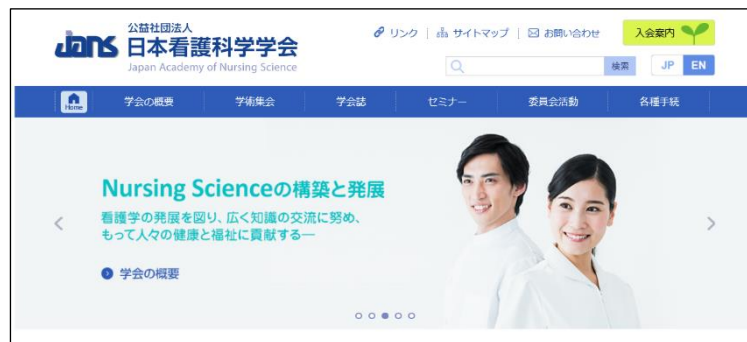 jans
公益社団法人
日本看護科学学会
Japan Academy of Nursing Science
リンク | サイトマップ | お問い合わせ
入会案内
検索
JP EN
Home 学会の概要 学術集会 学会誌 セミナー 委員会活動 各種手続
Nursing Scienceの構築と発展
看護学の発展を図り、広く知識の交流に努め、
もって人々の健康と福祉に貢献する―
学会の概要